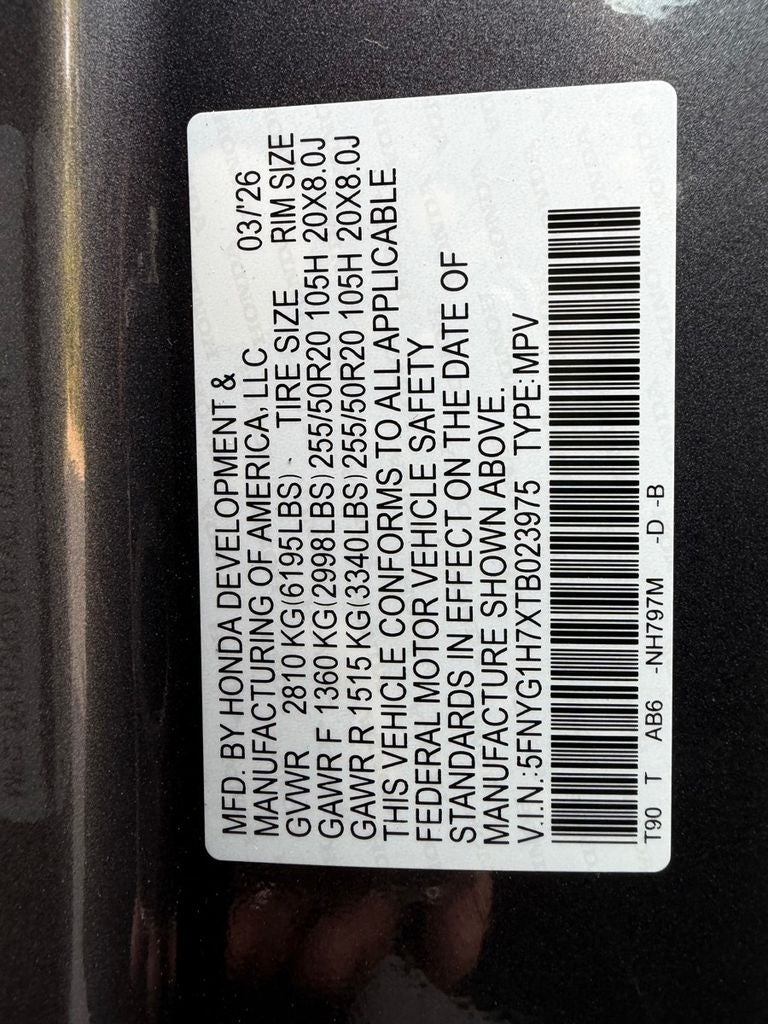 MFD. BY HONDA DEVELOPMENT &
MANUFACTURING OF AMERICA, LLC 03/'26
GVWR 2810 KG(6195LBS) TIRE SIZE RIM SIZE
GAWR F 1360 KG(2998LBS) 255/50R20 105H 20X8.0J
GAWR R 1515 KG(3340LBS) 255/50R20 105H 20X8.0J
THIS VEHICLE CONFORMS TO ALL APPLICABLE
FEDERAL MOTOR VEHICLE SAFETY
STANDARDS IN EFFECT ON THE DATE OF
MANUFACTURE SHOWN ABOVE.
V.I.N.:5FNYG1H7XTB023975 TYPE:MPV
T90 T AB6 -NH797M -D -B